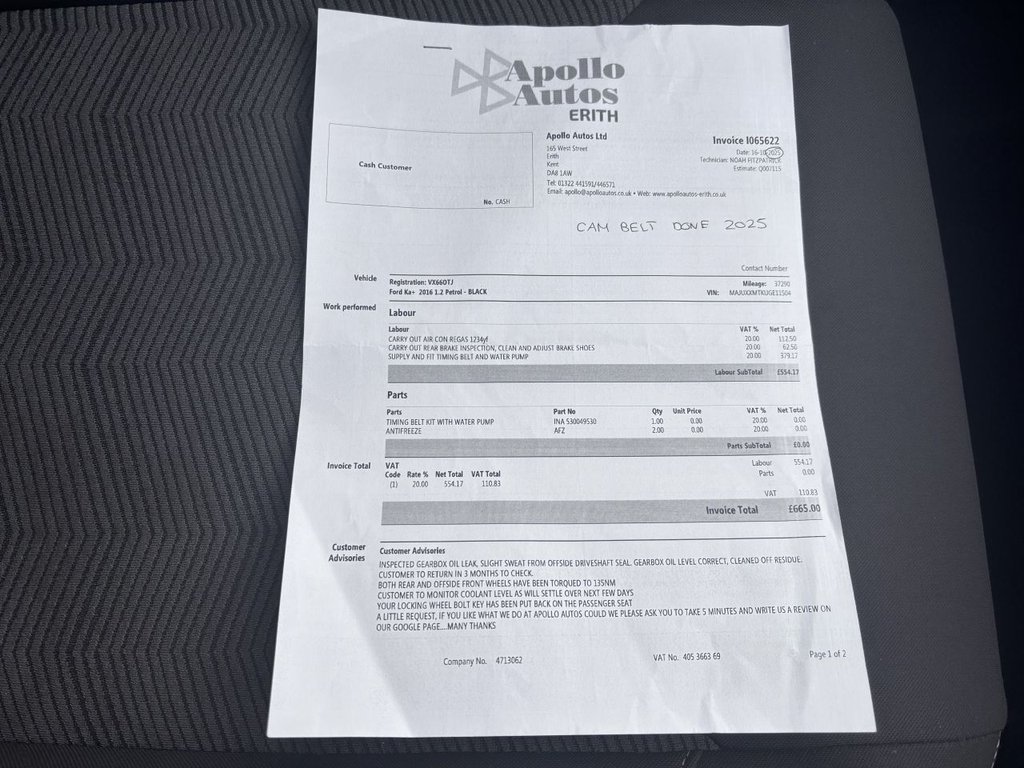 Apollo
Autos
ERITH
Apollo Autos Ltd
165 West Street
Erith
Kent
DA8 1AW
Tel: 01322 441591/446571
Email: apollo@apolloautos.co.uk • Web: www.apolloautos-erith.co.uk
Invoice I065622
Date: 16-10-2025
Technician: NOAH FITZPATRICK
Estimate: Q007115
Cash Customer
No. CASH
CAM BELT DONE 2025
Contact Number
Vehicle
Registration: VX66OTJ
Mileage: 37290
Ford Ka+ 2016 1.2 Petrol - BLACK
VIN:
Work performed
Labour
Labour VAT % Net Total
CARRY OUT AIR CON REGAS 1234yf 20.00 112.50
CARRY OUT REAR BRAKE INSPECTION, CLEAN AND ADJUST BRAKE SHOES 20.00 62.50
SUPPLY AND FIT TIMING BELT AND WATER PUMP 20.00 379.17
Labour SubTotal £554.17
Parts
Parts Part No Qty Unit Price VAT % Net Total
TIMING BELT KIT WITH WATER PUMP INA 530049530 1.00 0.00 20.00 0.00
ANTIFREEZE AFZ 2.00 0.00 20.00 0.00
Parts SubTotal £0.00
Invoice Total
VAT
Code Rate % Net Total VAT Total
(1) 20.00 554.17 110.83
Labour 554.17
Parts 0.00
VAT 110.83
Invoice Total £665.00
Customer
Advisories
Customer Advisories
INSPECTED GEARBOX OIL LEAK, SLIGHT SWEAT FROM OFFSIDE DRIVESHAFT SEAL. GEARBOX OIL LEVEL CORRECT, CLEANED OFF RESIDUE.
CUSTOMER TO RETURN IN 3 MONTHS TO CHECK.
BOTH REAR AND OFFSIDE FRONT WHEELS HAVE BEEN TORQUED TO 135NM
CUSTOMER TO MONITOR COOLANT LEVEL AS WILL SETTLE OVER NEXT FEW DAYS
YOUR LOCKING WHEEL BOLT KEY HAS BEEN PUT BACK ON THE PASSENGER SEAT
A LITTLE REQUEST, IF YOU LIKE WHAT WE DO AT APOLLO AUTOS COULD WE PLEASE ASK YOU TO TAKE 5 MINUTES AND WRITE US A REVIEW ON
OUR GOOGLE PAGE....MANY THANKS
Company No. 4713062
VAT No. 405 3663 69
Page 1 of 2